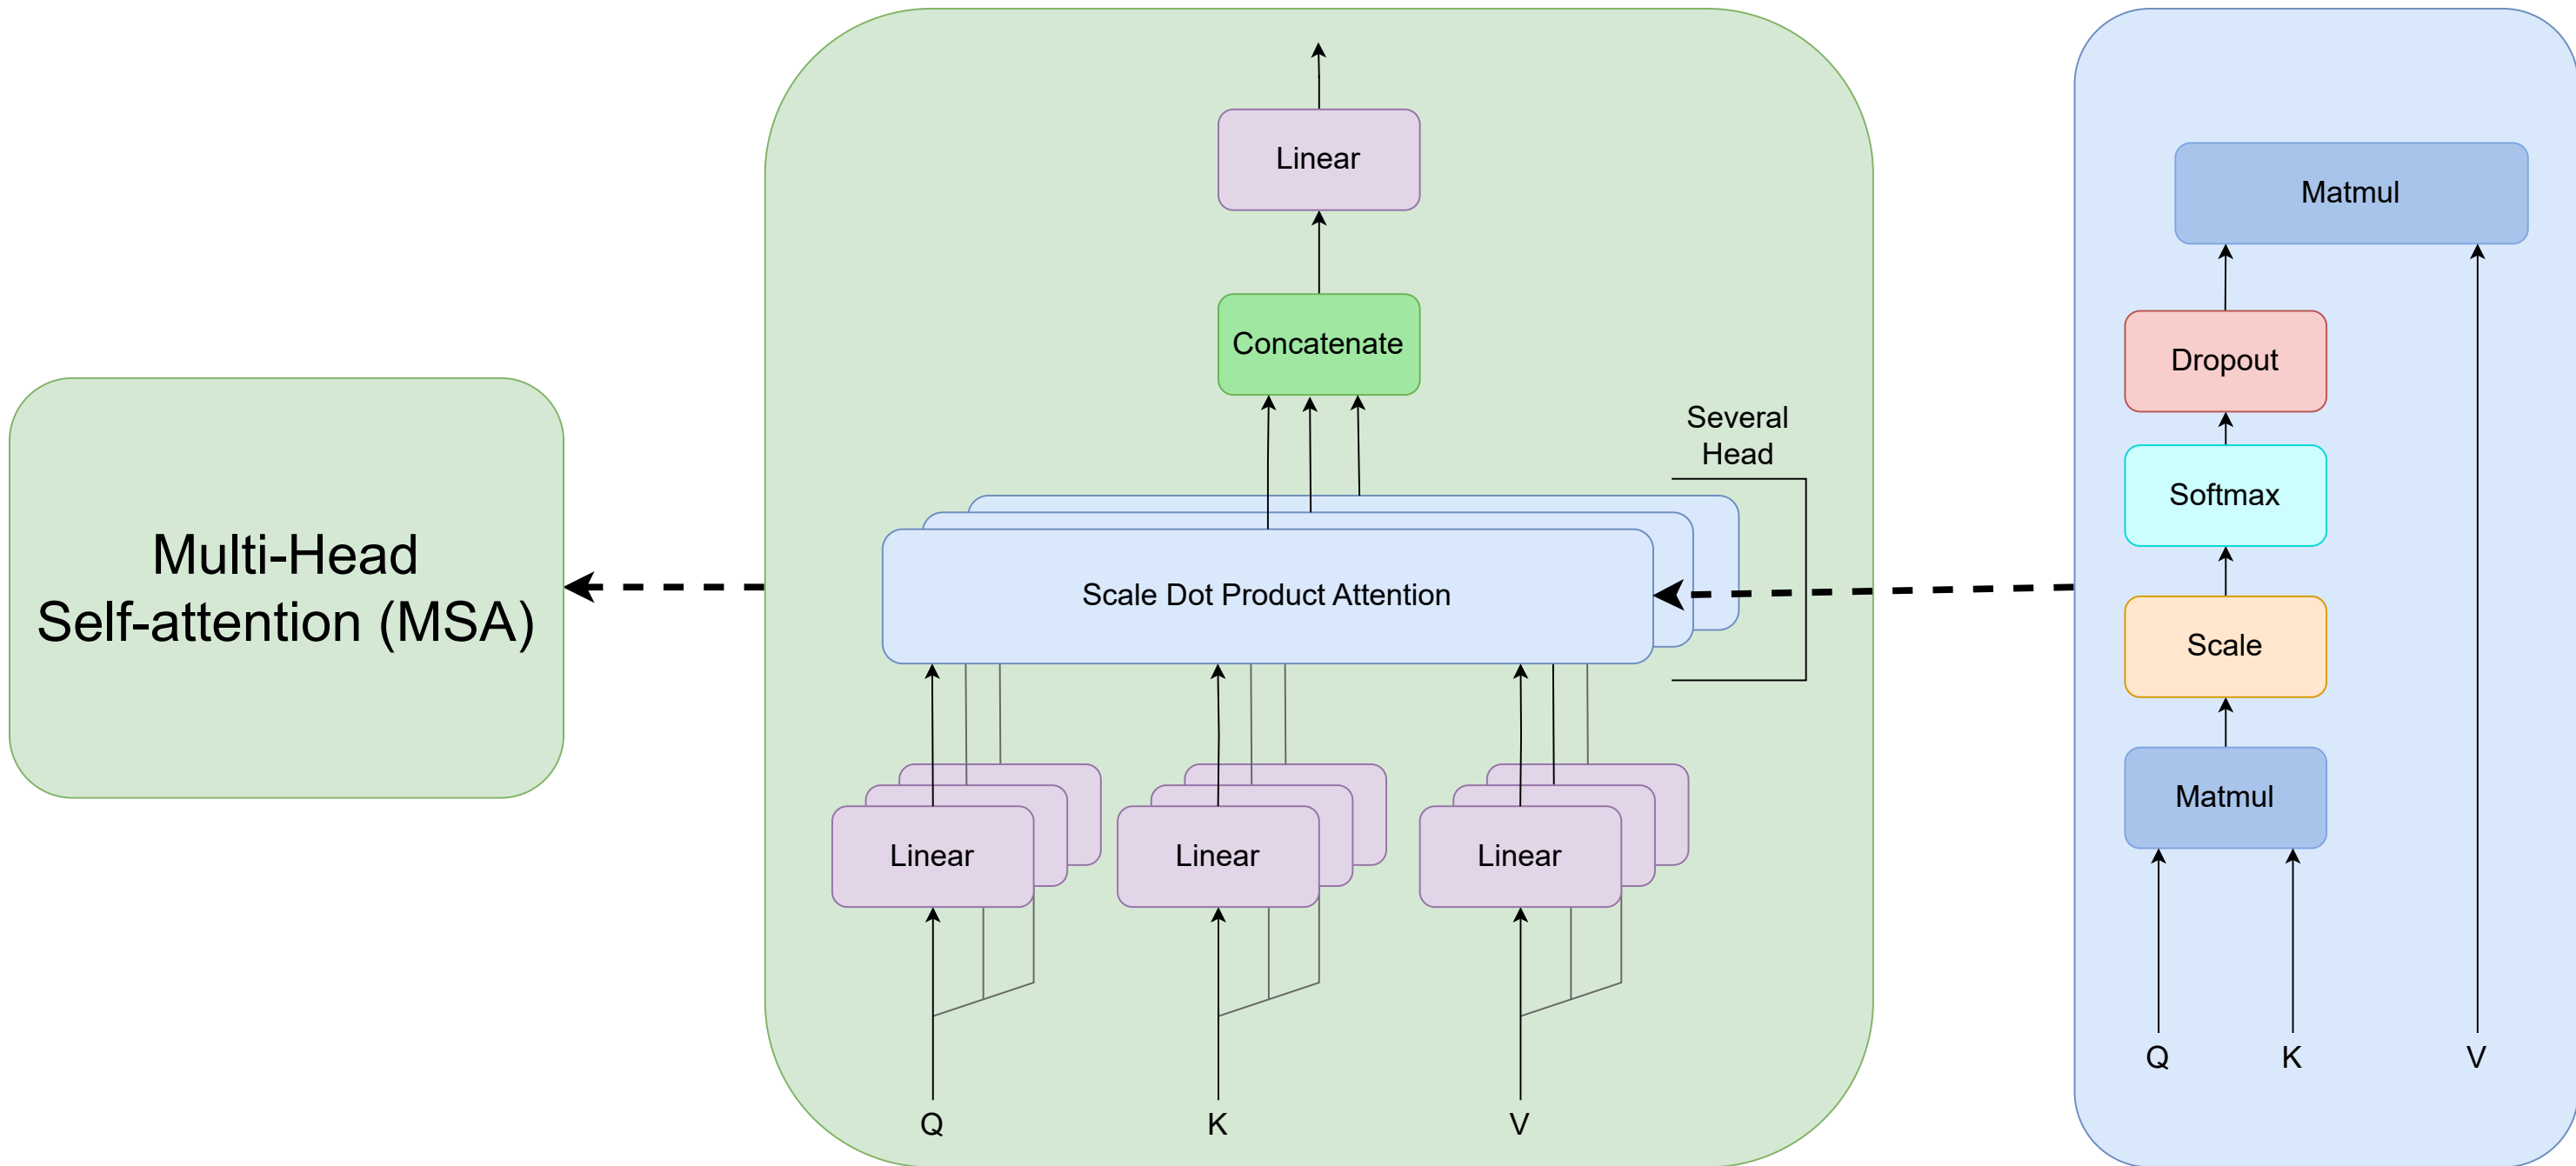 Multi-Head
Self-attention (MSA)
Linear
Concatenate
Several
Head
Scale Dot Product Attention
Linear
Linear
Linear
Q
K
V
Matmul
Dropout
Softmax
Scale
Matmul
Q
K
V